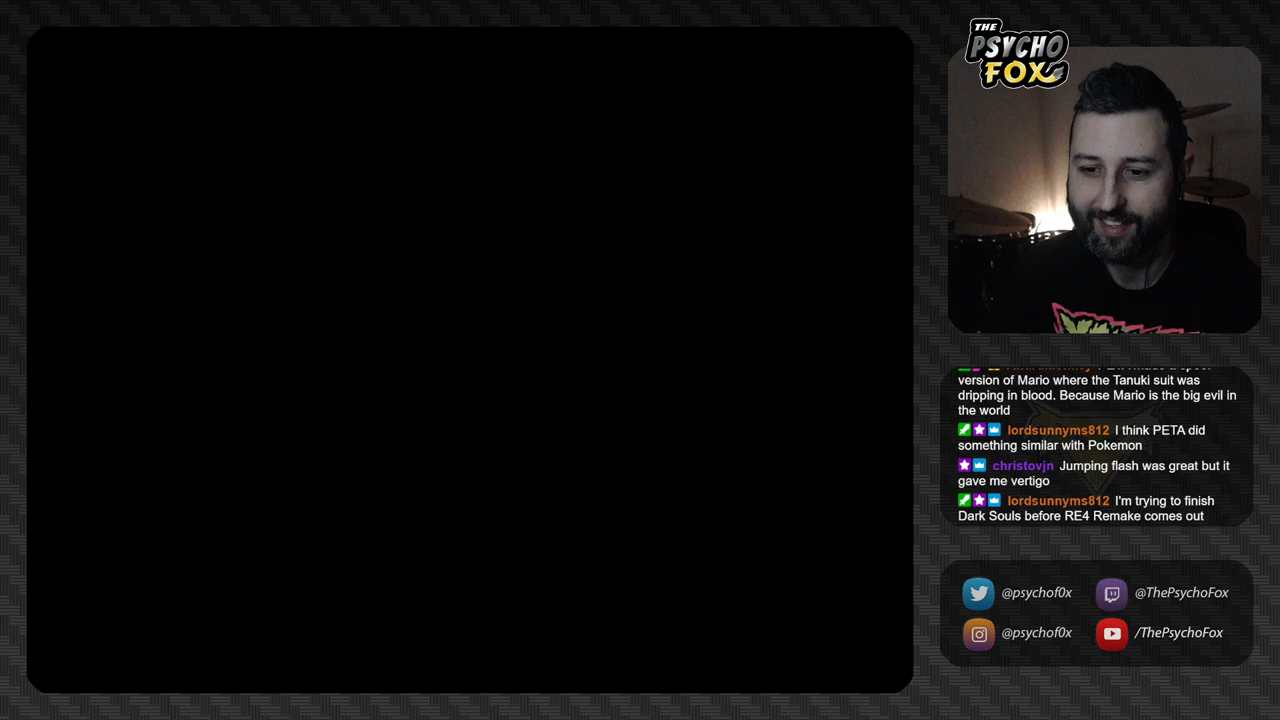 THE
PSYCHO
FOX
version of Mario where the Tanuki suit was
dripping in blood. Because Mario is the big evil in
the world
lordsunnyms812 I think PETA did
something similar with Pokemon
christovjn Jumping flash was great but it
gave me vertigo
lordsunnyms812 I'm trying to finish
Dark Souls before RE4 Remake comes out
@psychof0x @ThePsychoFox
@psychof0x /ThePsychoFox